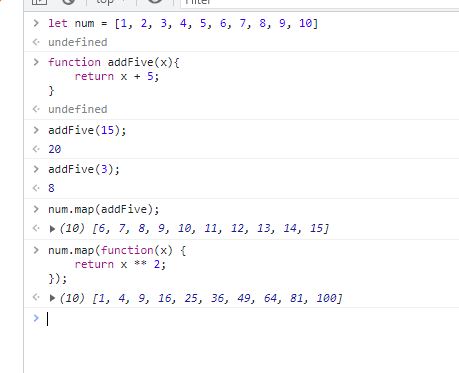 top
Filter
> let num = [1, 2, 3, 4, 5, 6, 7, 8, 9, 10]
undefined
> function addFive(x){
return x + 5;
}
undefined
> addFive(15);
20
> addFive(3);
8
> num.map(addFive);
(10) [6, 7, 8, 9, 10, 11, 12, 13, 14, 15]
> num.map(function(x) {
return x ** 2;
});
(10) [1, 4, 9, 16, 25, 36, 49, 64, 81, 100]
>